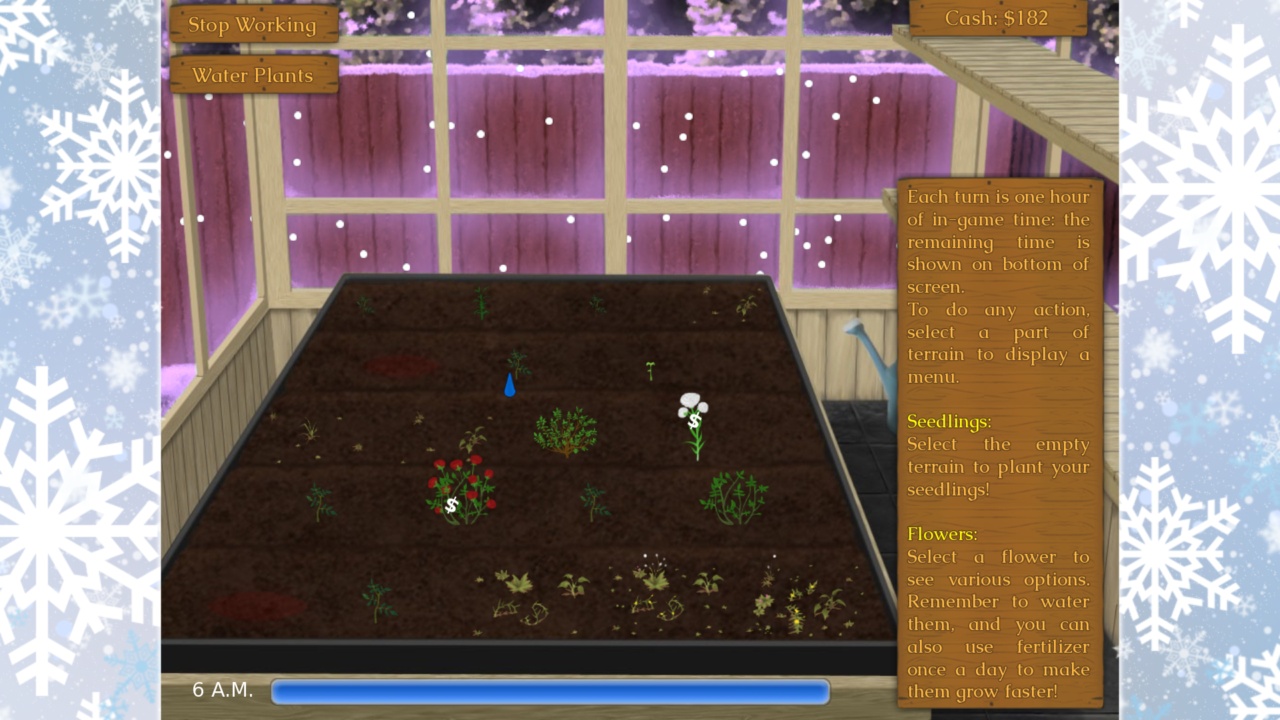 Stop Working
Water Plants
Cash: $182
Each turn is one hour
of in-game time: the
remaining time is
shown on bottom of
screen.
To do any action,
select a part of
terrain to display a
menu.
Seedlings:
Select the empty
terrain to plant your
seedlings!
Flowers:
Select a flower to
see various options.
Remember to water
them, and you can
also use fertilizer
once a day to make
them grow faster!
$
$
6 A.M.